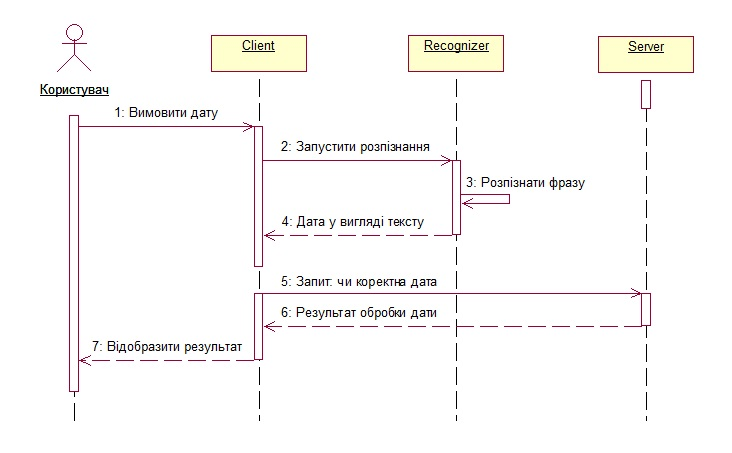 Client
Recognizer
Server
Користувач
1: Вимовити дату
2: Запустити розпізнання
3: Розпізнати фразу
4: Дата у вигляді тексту
5: Запит: чи коректна дата
6: Результат обробки дати
7: Відобразити результат